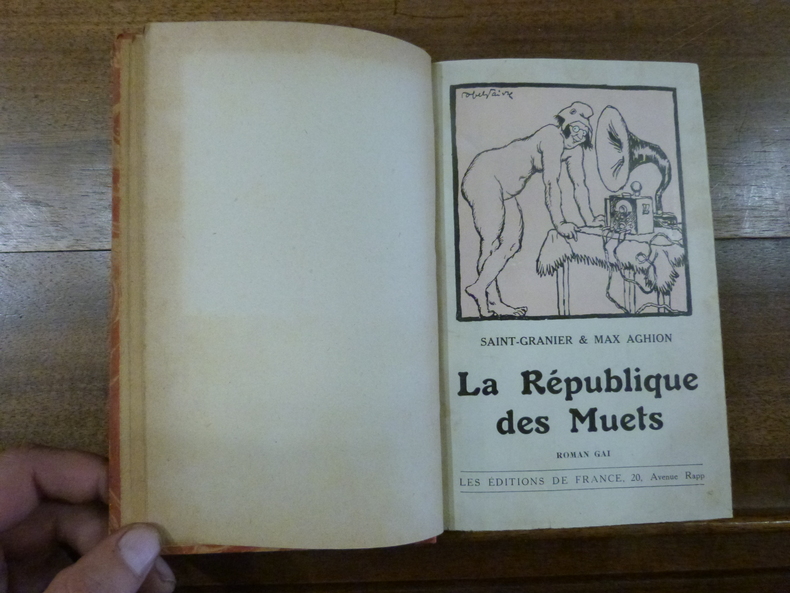 SAINT-GRANIER & MAX AGHION
La République
des Muets
ROMAN GAI
LES ÉDITIONS DE FRANCE, 20, Avenue Rapp